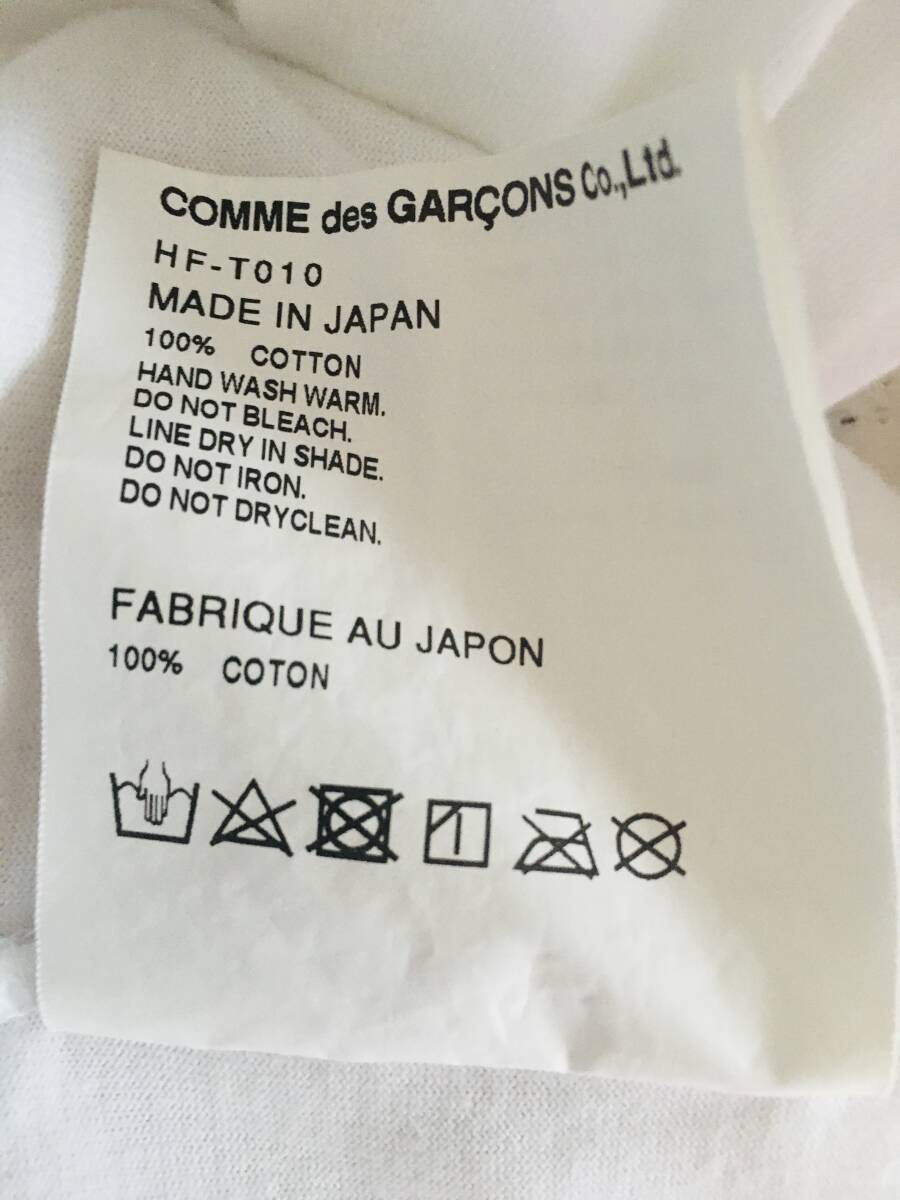 COMME des GARÇONS Co.,Ltd.
HF-T010
MADE IN JAPAN
100% COTTON
HAND WASH WARM.
DO NOT BLEACH.
LINE DRY IN SHADE.
DO NOT IRON.
DO NOT DRYCLEAN.
FABRIQUE AU JAPON
100% COTON